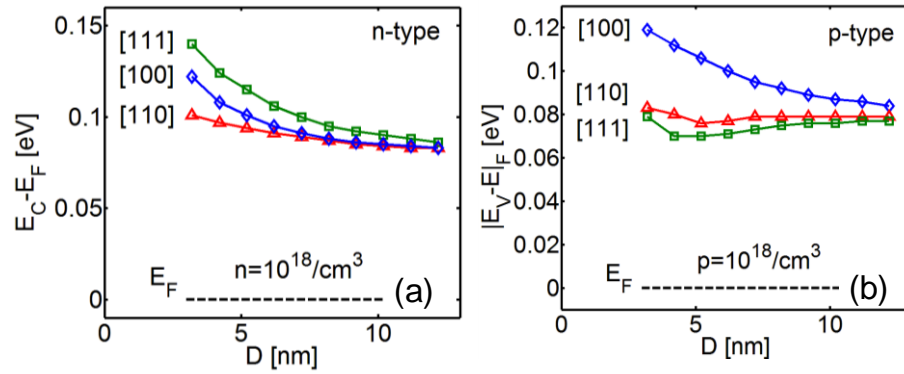 0.15
[111]
n-type
[100]
0.1
[110]
E_C-E_F [eV]
0.05
n=10^18/cm^3
E_F
(a)
0
0 5 10
D [nm]
0.12
[100]
p-type
0.1
[110]
0.08
[111]
|E_V-E|_F [eV]
0.06
0.04
0.02
p=10^18/cm^3
E_F
(b)
0
0 5 10
D [nm]